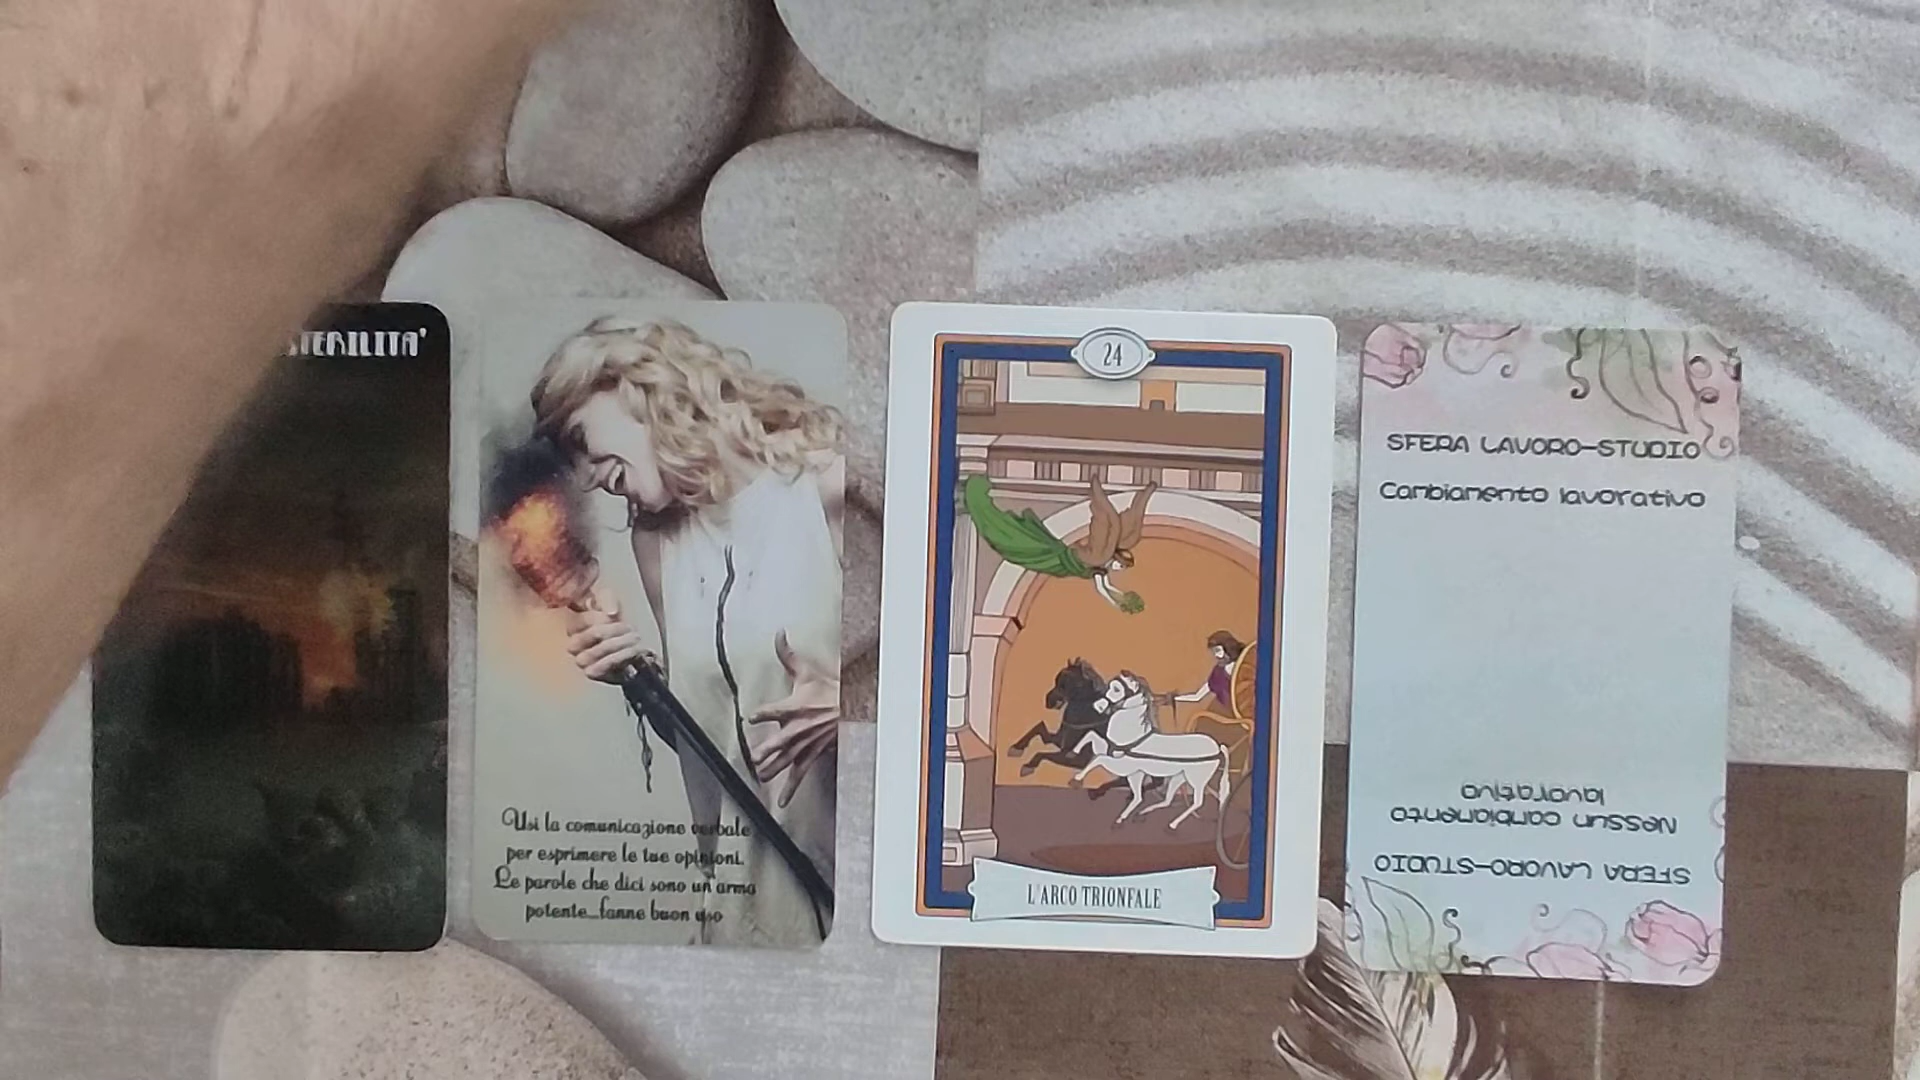 STERILITA'
Usi la comunicazione verbale
per esprimere le tue opinioni.
Le parole che dici sono un'arma
potente...fanne buon uso
24
L'ARCO TRIONFALE
SFERA LAVORO-STUDIO
Cambiamento lavorativo
SFERA LAVORO-STUDIO
Nessun cambiamento
lavorativo